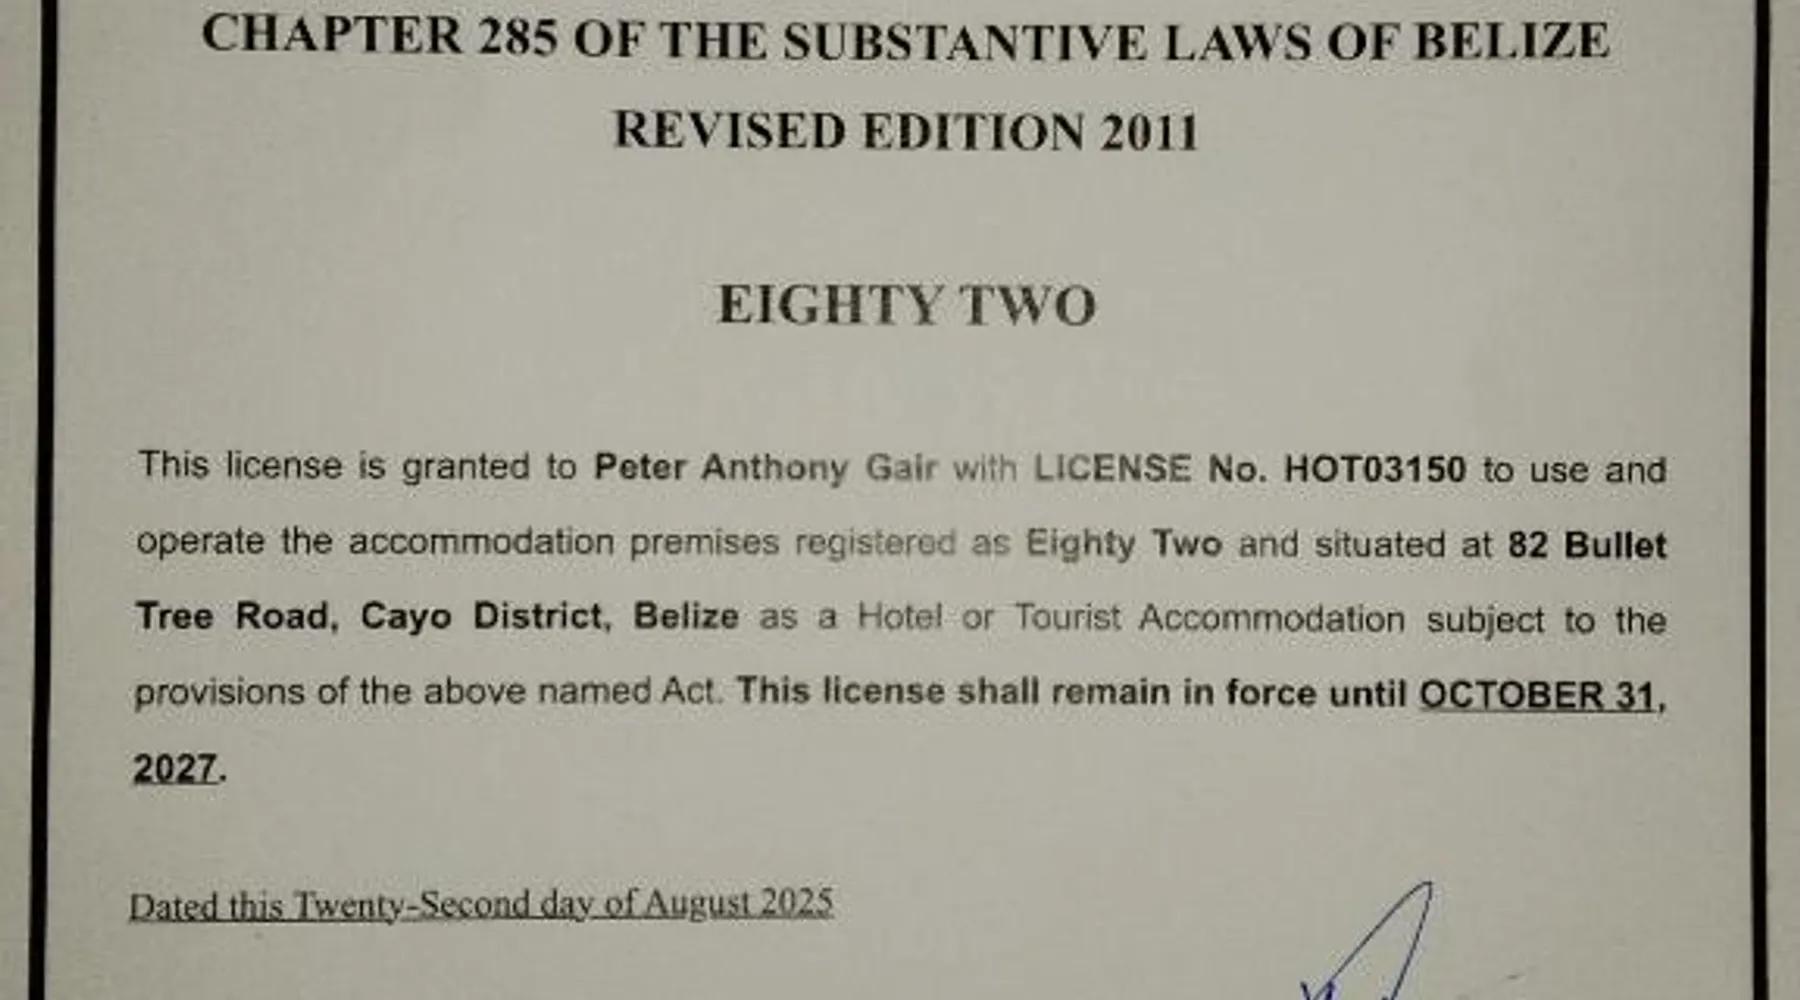 CHAPTER 285 OF THE SUBSTANTIVE LAWS OF BELIZE
REVISED EDITION 2011
EIGHTY TWO
This license is granted to Peter Anthony Gair with LICENSE No. HOT03150 to use and
operate the accommodation premises registered as Eighty Two and situated at 82 Bullet
Tree Road, Cayo District, Belize as a Hotel or Tourist Accommodation subject to the
provisions of the above named Act. This license shall remain in force until OCTOBER 31,
2027.
Dated this Twenty-Second day of August 2025